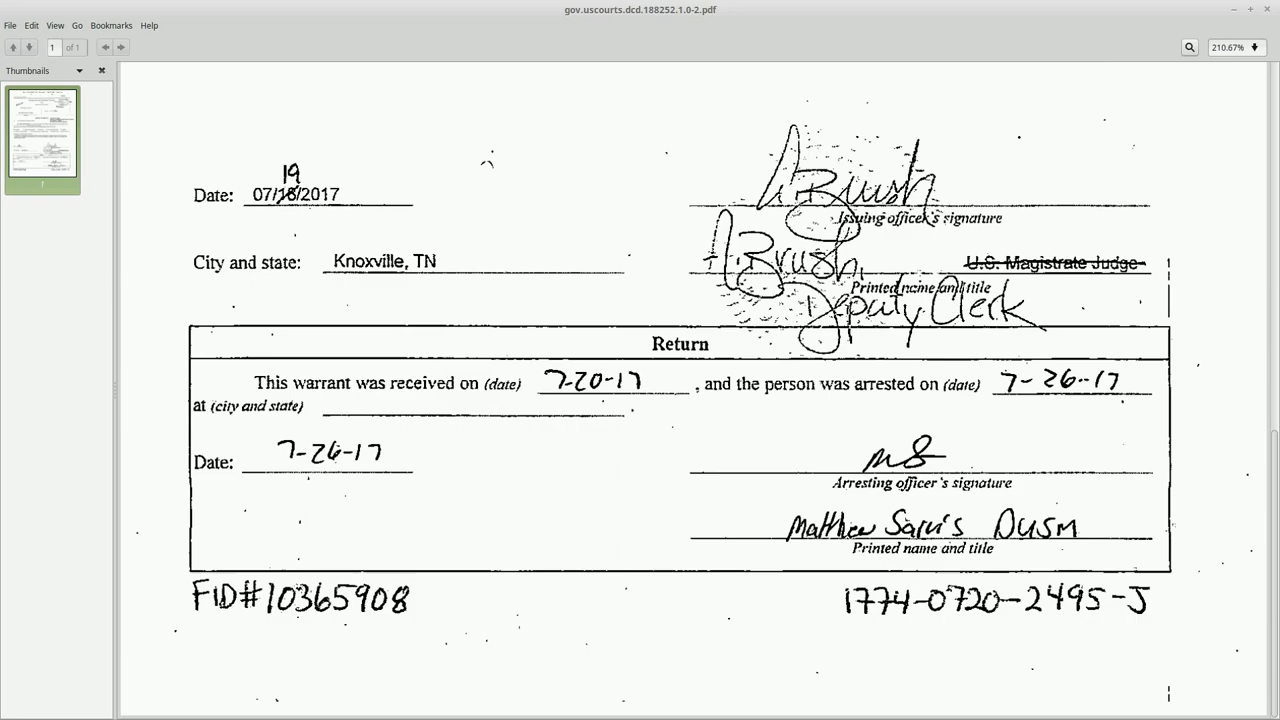 gov.uscourts.dcd.188252.1.0-2.pdf
File Edit View Go Bookmarks Help
1 of 1 210.67%
Thumbnails
1
19
Date: 07/18/2017
A. Brush
Issuing officer's signature
City and state: Knoxville, TN
A. Brush, U.S. Magistrate Judge
Printed name and title
Deputy Clerk
Return
This warrant was received on (date) 7-20-17 , and the person was arrested on (date) 7-26-17
at (city and state)
Date: 7-26-17
MS
Arresting officer's signature
Matthew Sarvis DUSM
Printed name and title
FID#10365908 1774-0720-2495-J